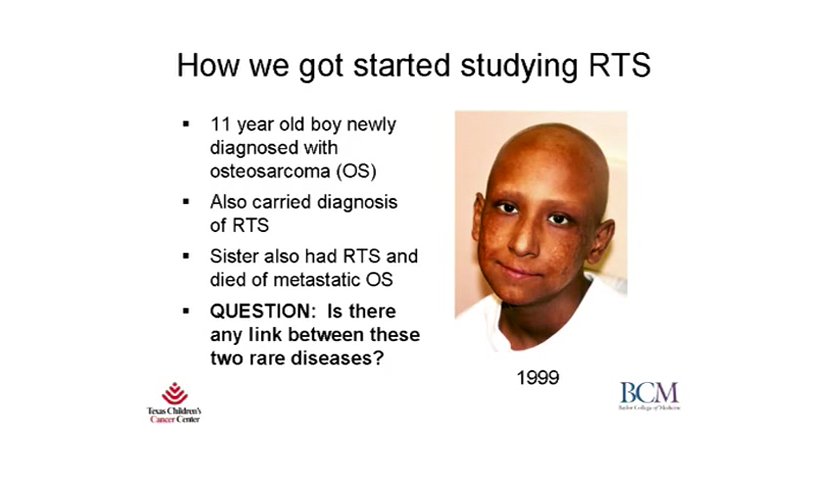 How we got started studying RTS
▪ 11 year old boy newly
diagnosed with
osteosarcoma (OS)
▪ Also carried diagnosis
of RTS
▪ Sister also had RTS and
died of metastatic OS
▪ QUESTION: Is there
any link between these
two rare diseases?
1999
Texas Children's
Cancer Center
BCM
Baylor College of Medicine